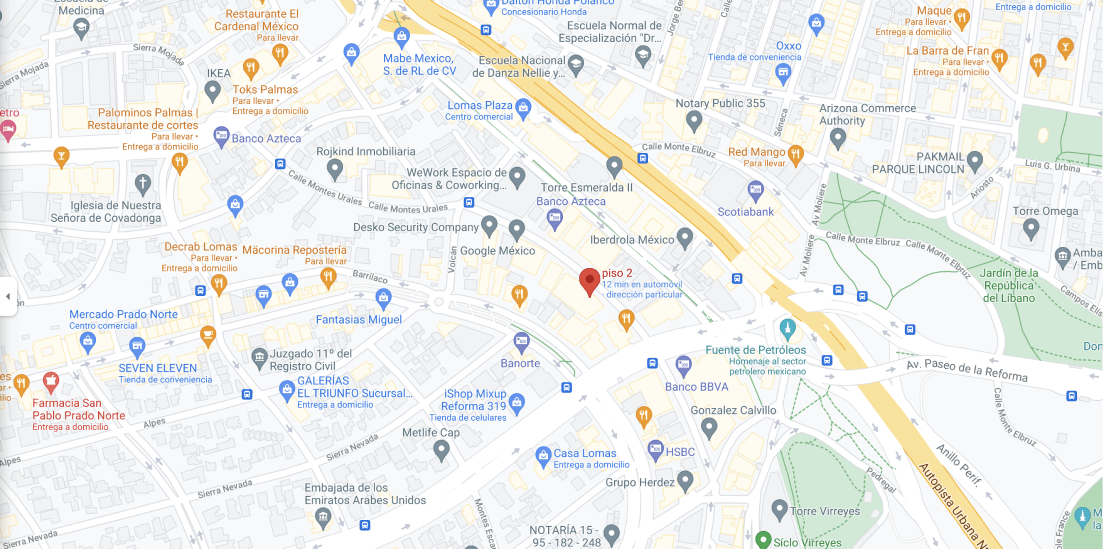 Escuela de
Medicina
Restaurante El
Cardenal México
Para llevar
Dalton Honda Polanco
Concesionario Honda
Escuela Normal de
Especialización "Dr...
Maque
Para llevar •
Entrega a domicilio
Entrega a domicilio
Sierra Mojada
Sierra Mojada
IKEA
Toks Palmas
Para llevar •
Entrega a domicilio
Mabe Mexico,
S. de RL de CV
Escuela Nacional
de Danza Nellie y...
Oxxo
Tienda de conveniencia
La Barra de Fran
Para llevar •
Entrega a domicilio
Palominos Palmas |
Restaurante de cortes
Para llevar •
Entrega a domicilio
Lomas Plaza
Centro comercial
Notary Public 355
Séneca
Arizona Commerce
Authority
Banco Azteca
Rojkind Inmobiliaria
Calle Monte Elbruz
Red Mango
Para llevar
PAKMAIL
PARQUE LINCOLN
Luis G. Urbina
Ariosto
Calle Montes Urales
Calle Montes Urales
WeWork Espacio de
Oficinas & Coworking...
Torre Esmeralda II
Banco Azteca
Scotiabank
Av Moliere
Av Moliere
Torre Omega
Iglesia de Nuestra
Señora de Covadonga
Desko Security Company
Google México
Iberdrola México
Calle Monte Elbruz
Calle Monte Elbruz
Decrab Lomas
Para llevar •
Entrega a domicilio
Mäcorina Repostería
Para llevar
Volcán
Barrilaco
piso 2
12 min en automóvil
- dirección particular
Jardín de la
República
del Líbano
Campos Elis
Mercado Prado Norte
Centro comercial
Fantasias Miguel
Fuente de Petróleos
Homenaje al sector
petrolero mexicano
SEVEN ELEVEN
Tienda de conveniencia
Juzgado 11º del
Registro Civil
Banorte
Banco BBVA
Av. Paseo de la Reforma
Farmacia San
Pablo Prado Norte
Entrega a domicilio
GALERÍAS
EL TRIUNFO Sucursal...
Entrega a domicilio
iShop Mixup
Reforma 319
Tienda de celulares
Gonzalez Calvillo
Calle Monte Elbruz
Alpes
Alpes
Sierra Nevada
Sierra Nevada
Metlife Cap
Casa Lomas
Entrega a domicilio
HSBC
Grupo Herdez
Pedregal
Anillo Perif.
Autopista Urbana N
Embajada de los
Emiratos Arabes Unidos
Montes Es
NOTARÍA 15 -
95 - 182 - 248
Torre Virreyes
Siclo Virreyes